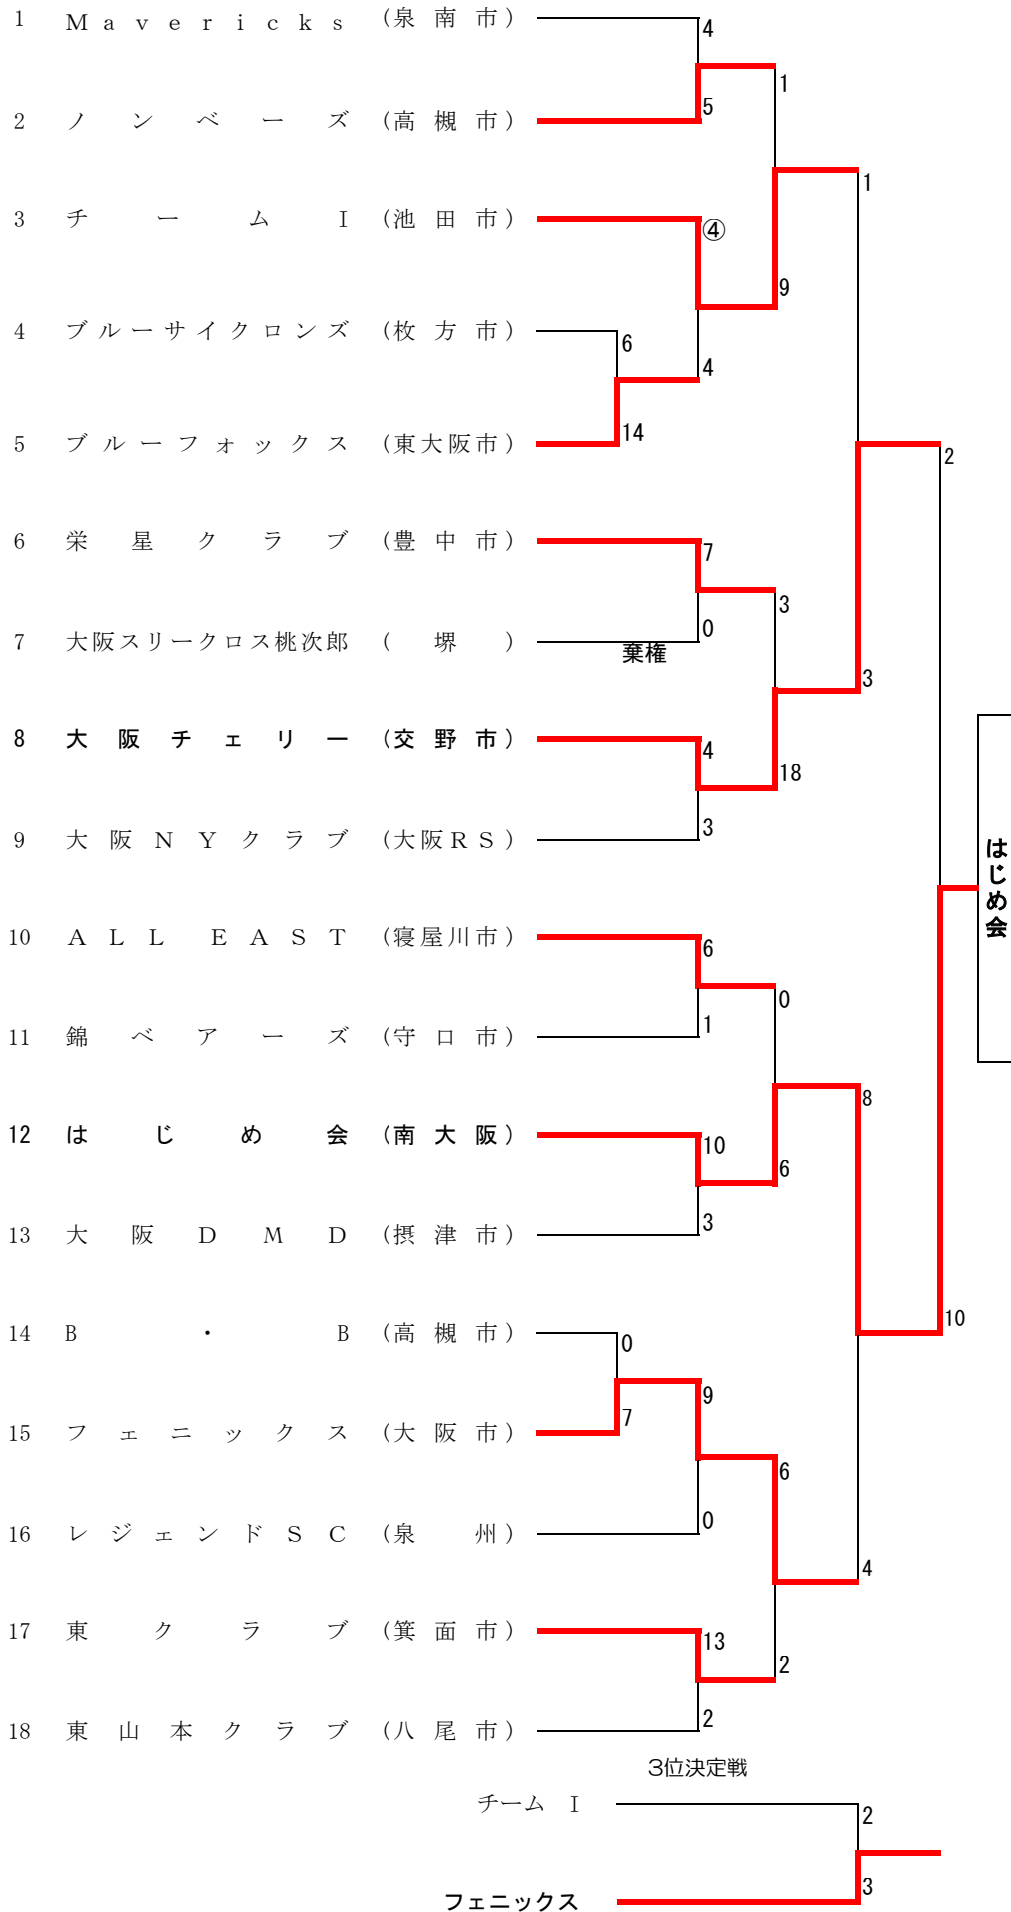 1 Mavericks (泉南市)
4
1
5
2 ノンベーズ (高槻市)
1
3 チームI (池田市)
④
9
4 ブルーサイクロンズ (枚方市)
6
4
14
5 ブルーフォックス (東大阪市)
2
6 栄星クラブ (豊中市)
7
3
0
7 大阪スリークロス桃次郎 (堺)
棄権
3
8 大阪チェリー (交野市)
4
18
3
9 大阪NYクラブ (大阪RS)
はじめ会
10 ALL EAST (寝屋川市)
6
0
1
11 錦ベアーズ (守口市)
8
12 はじめ会 (南大阪)
10
6
3
13 大阪DMD (摂津市)
10
14 B・B (高槻市)
0
9
7
15 フェニックス (大阪市)
6
0
16 レジェンドSC (泉州)
4
17 東クラブ (箕面市)
13
2
2
18 東山本クラブ (八尾市)
3位決定戦
チーム I
2
3
フェニックス